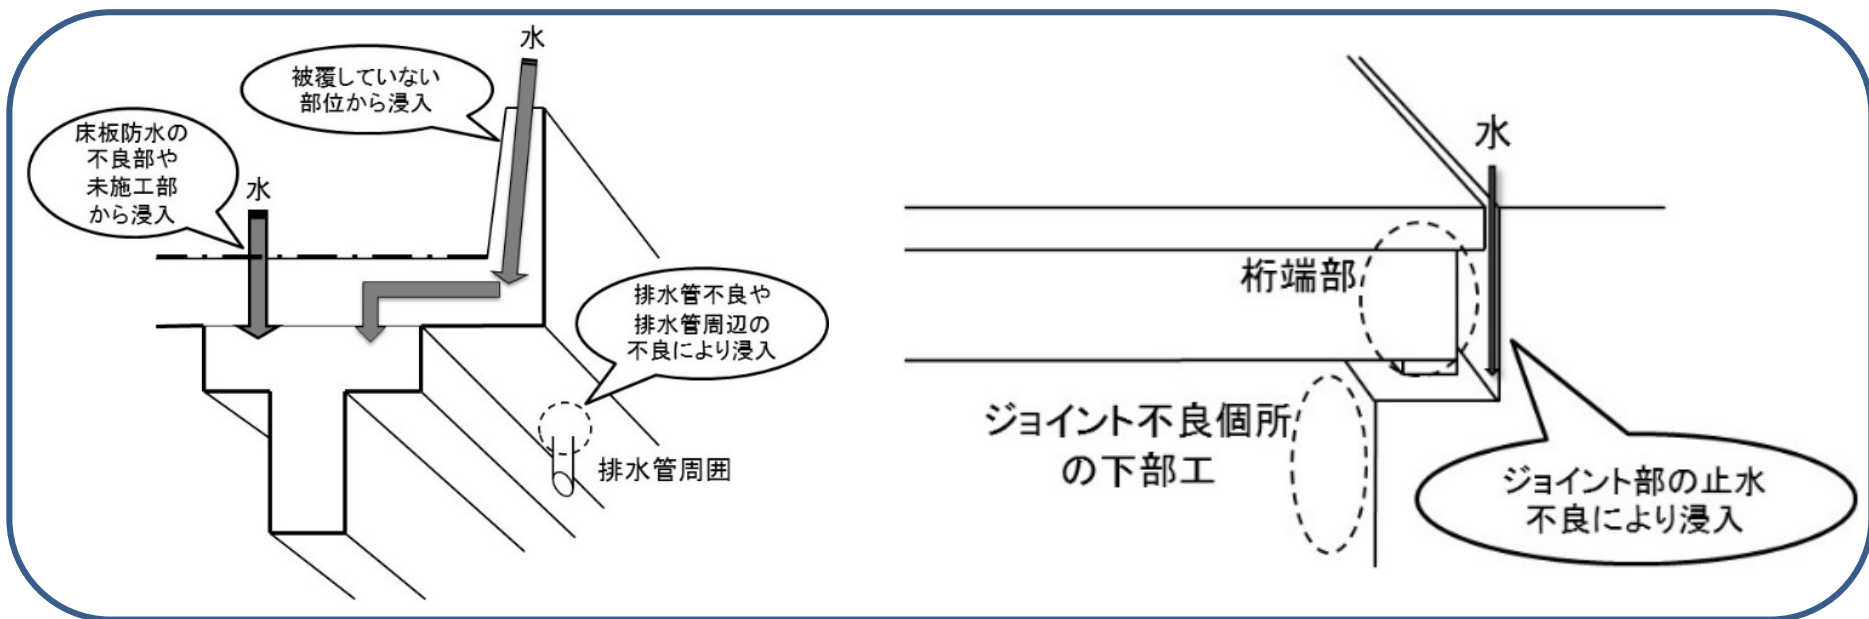 水
被覆していない
部位から浸入
床板防水の
不良部や
未施工部
から浸入
水
排水管不良や
排水管周辺の
不良により浸入
排水管周囲
水
桁端部
ジョイント不良個所
の下部工
ジョイント部の止水
不良により浸入